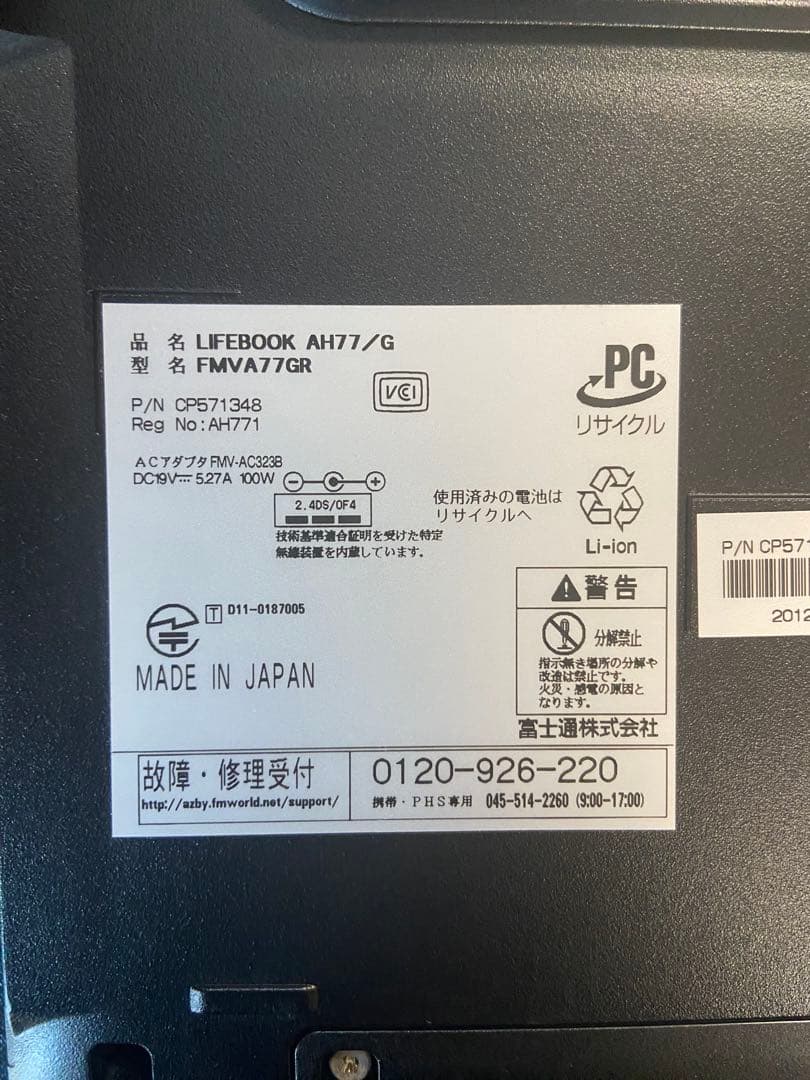 品 名 LIFEBOOK AH77/G
型 名 FMVA77GR
VCI
P/N CP571348
Reg No:AH771
PC
リサイクル
ACアダプタ FMV-AC323B
DC19V 5.27A 100W
2.4DS/OF4
技術基準適合証明を受けた特定
無線装置を内蔵しています。
使用済みの電池は
リサイクルへ
Li-ion
T D11-0187005
MADE IN JAPAN
警告
分解禁止
指示無き場所の分解や
改造は禁止です。
火災・感電の原因と
なります。
富士通株式会社
故障・修理受付
http://azby.fmworld.net/support/
0120-926-220
携帯・PHS専用 045-514-2260 (9:00-17:00)
P/N CP571
2012